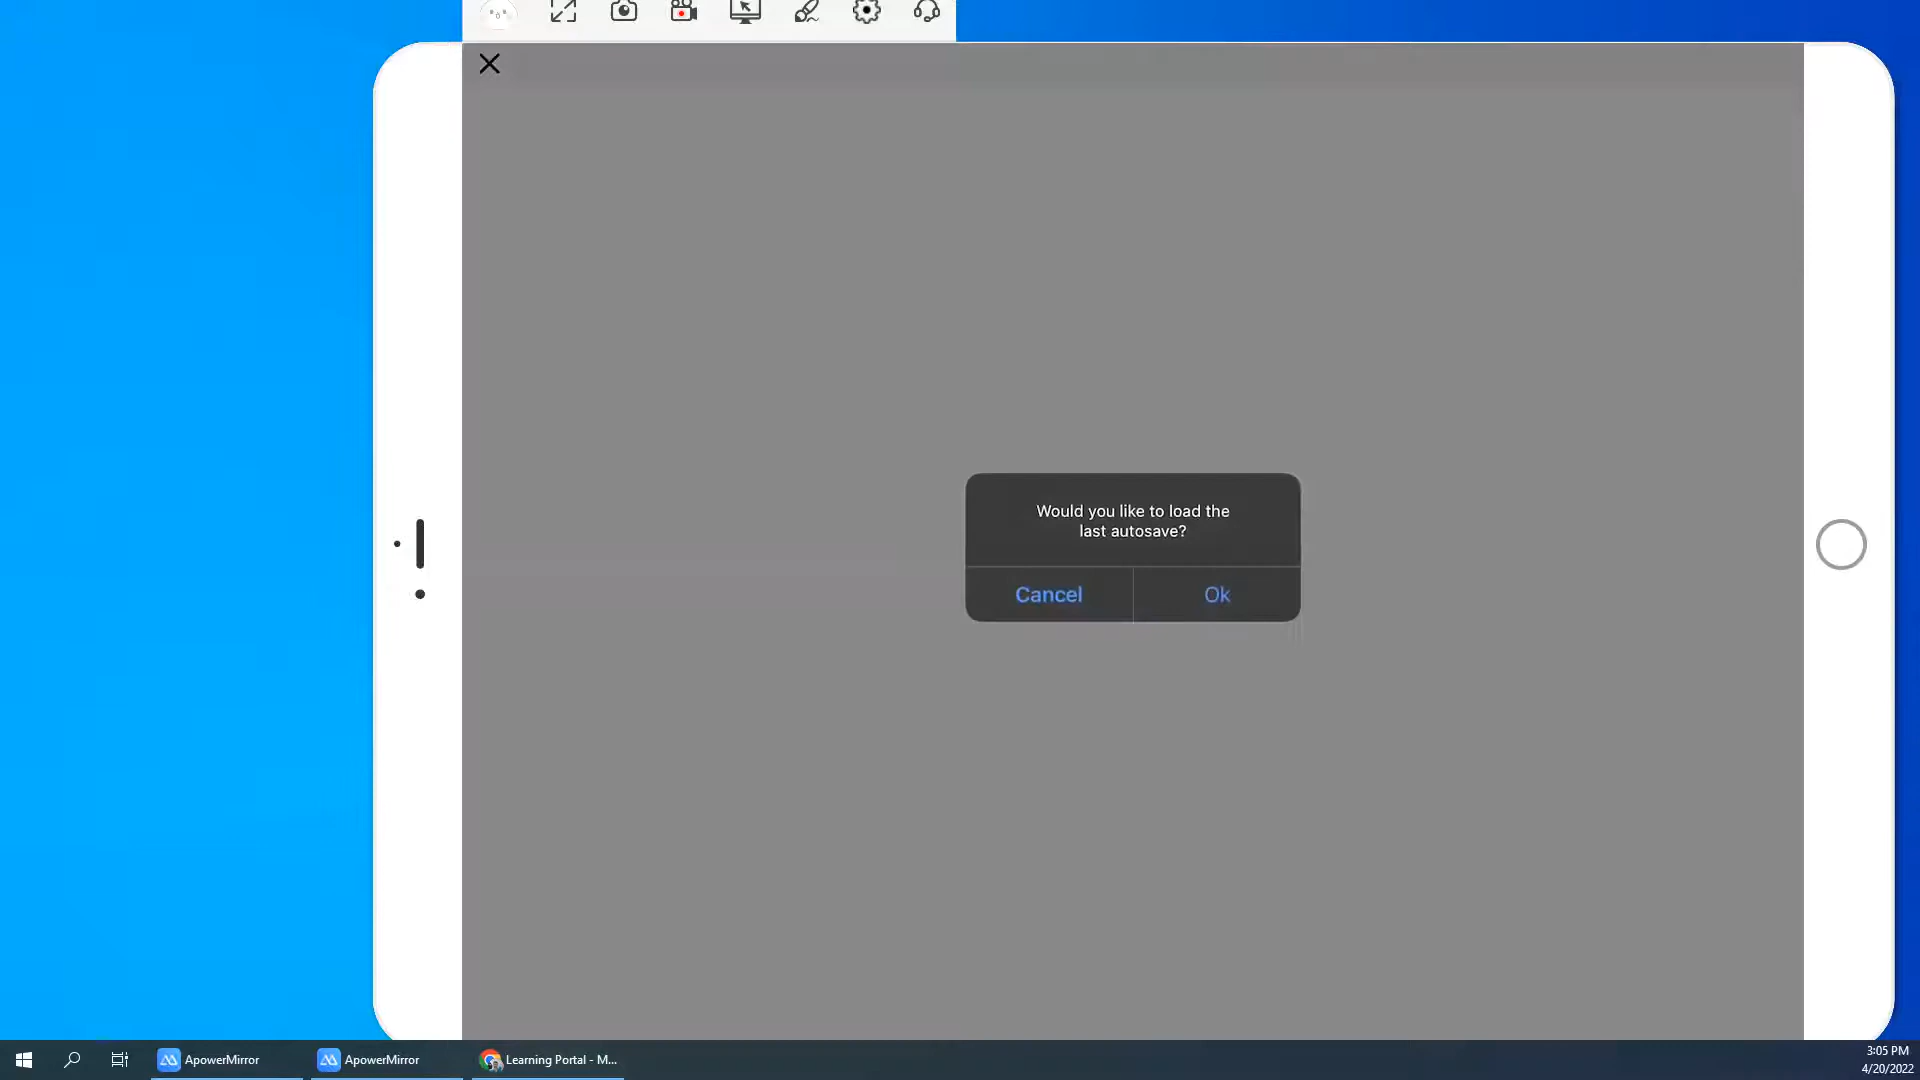 Would you like to load the
last autosave?
Cancel
Ok
ApowerMirror
ApowerMirror
Learning Portal - M...
3:05 PM
4/20/2022